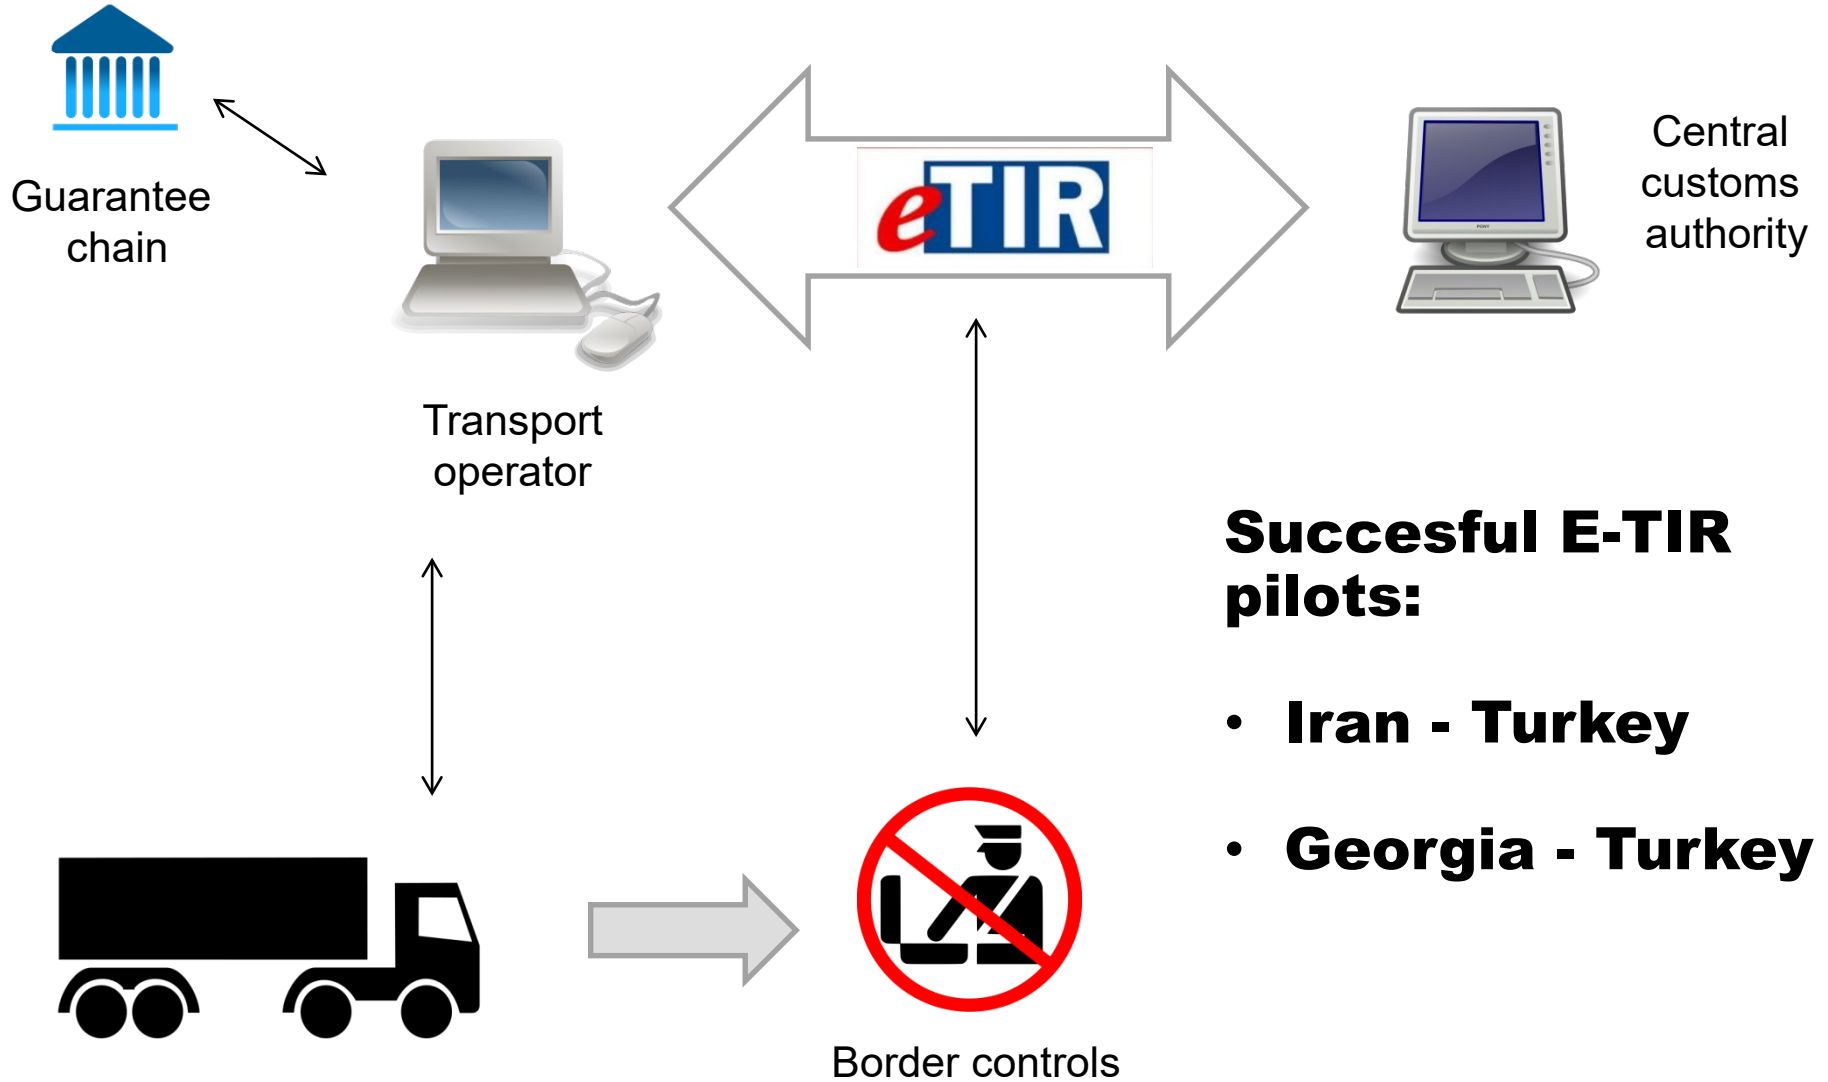 Guarantee
chain
eTIR
Central
customs
authority
Transport
operator
Succesful E-TIR
pilots:
• Iran - Turkey
• Georgia - Turkey
Border controls